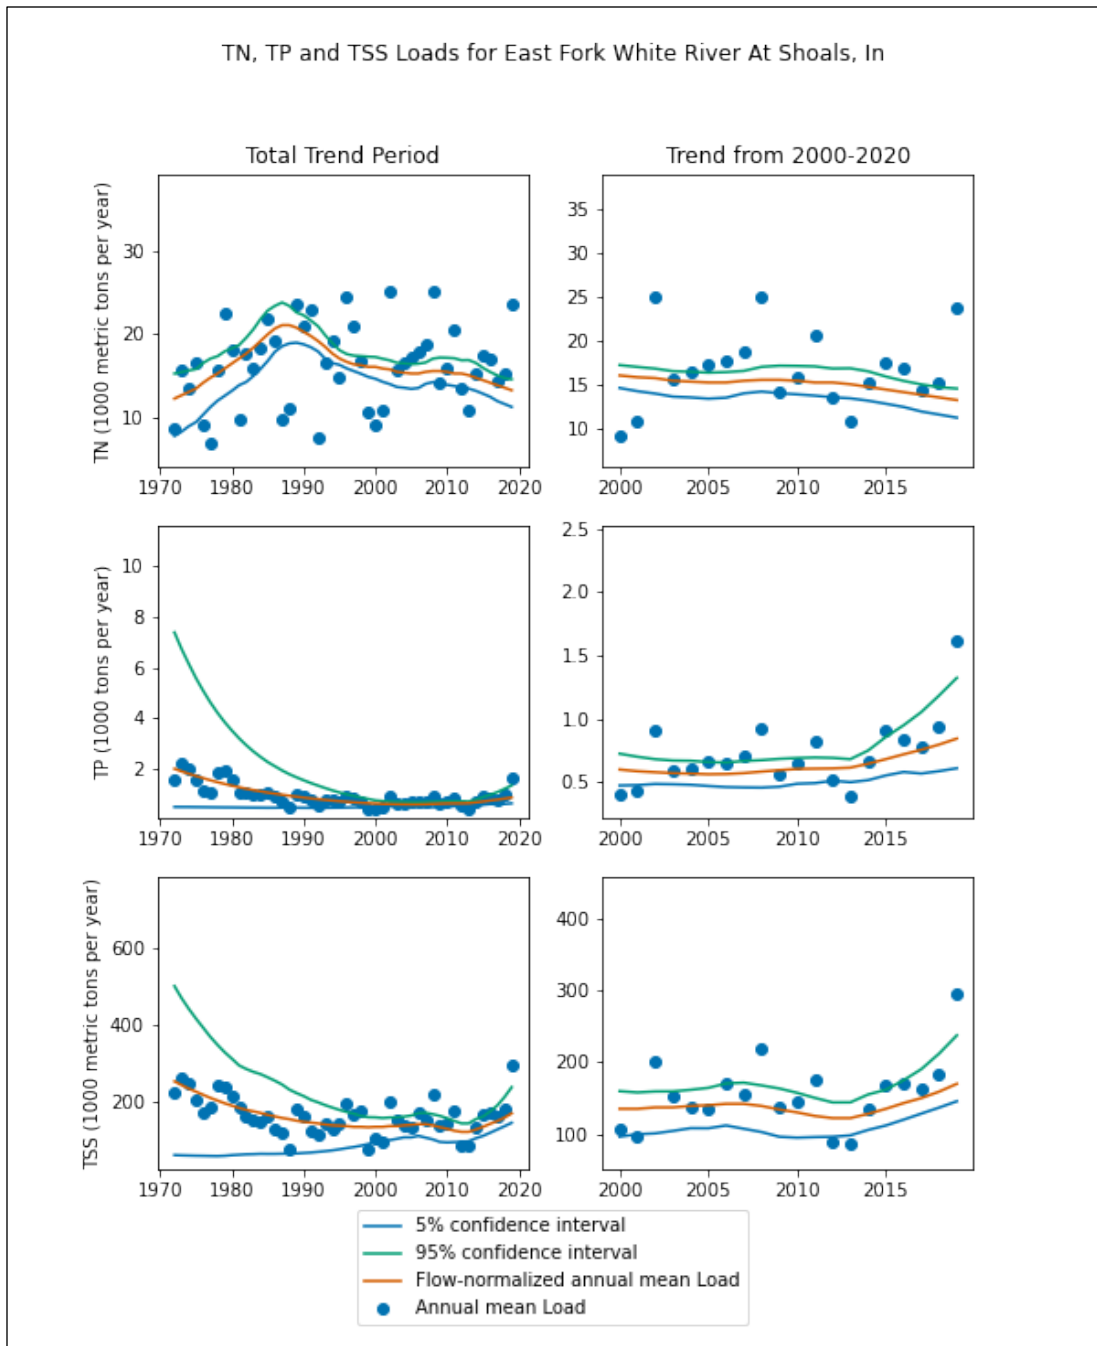 TN, TP and TSS Loads for East Fork White River At Shoals, In
Total Trend Period
Trend from 2000-2020
TN (1000 metric tons per year)
30
20
10
1970 1980 1990 2000 2010 2020
35
30
25
20
15
10
2000 2005 2010 2015
TP (1000 tons per year)
10
8
6
4
2
1970 1980 1990 2000 2010 2020
2.5
2.0
1.5
1.0
0.5
2000 2005 2010 2015
TSS (1000 metric tons per year)
600
400
200
1970 1980 1990 2000 2010 2020
400
300
200
100
2000 2005 2010 2015
5% confidence interval
95% confidence interval
Flow-normalized annual mean Load
Annual mean Load